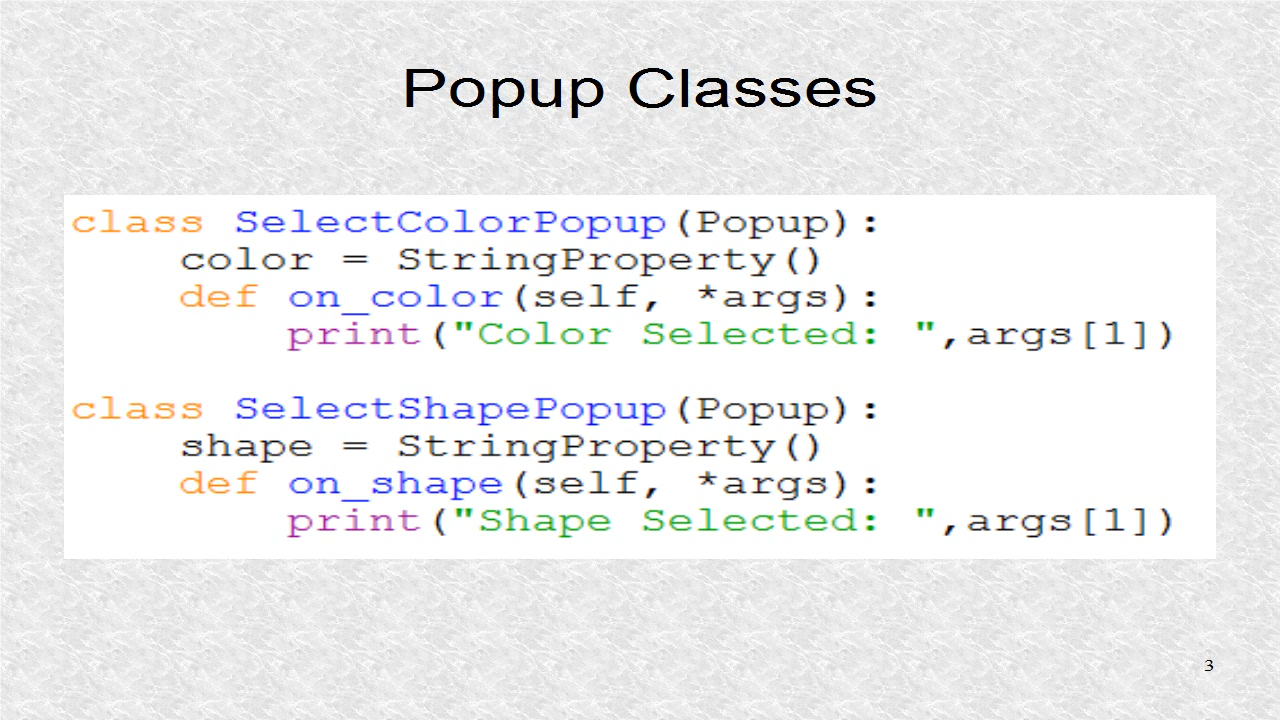 Popup Classes
class SelectColorPopup(Popup):
    color = StringProperty()
    def on_color(self, *args):
        print("Color Selected: ",args[1])

class SelectShapePopup(Popup):
    shape = StringProperty()
    def on_shape(self, *args):
        print("Shape Selected: ",args[1])
3